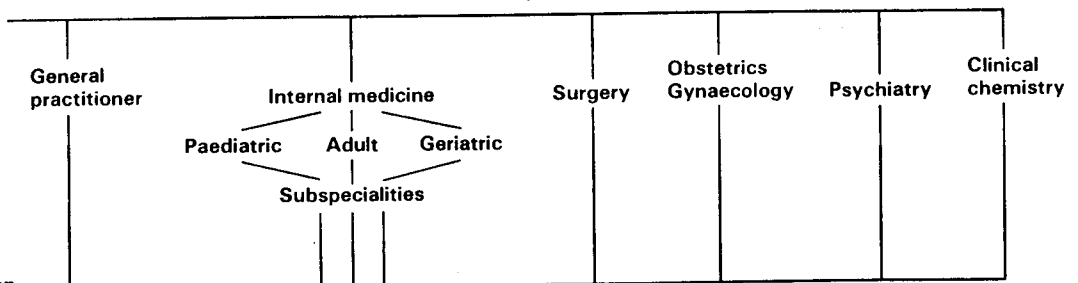 General
practitioner
Internal medicine
Paediatric Adult Geriatric
Subspecialities
Surgery
Obstetrics
Gynaecology
Psychiatry
Clinical
chemistry